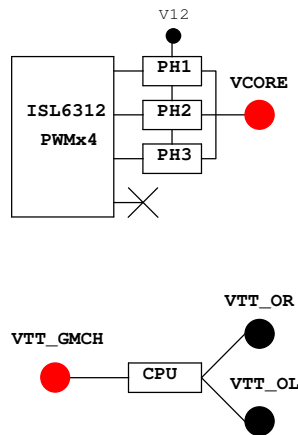 V12
PH1
VCORE
ISL6312
PH2
PWMx4
PH3
VTT_OR
VTT_GMCH
CPU
VTT_OL